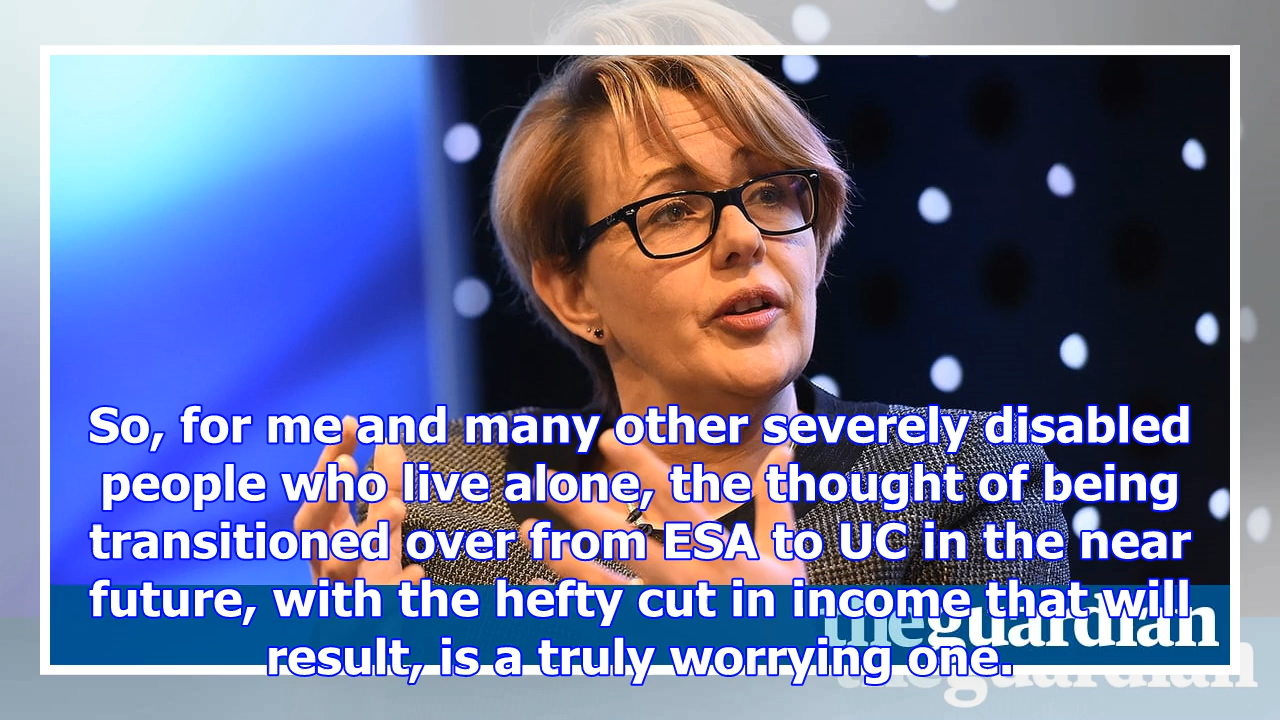 So, for me and many other severely disabled
people who live alone, the thought of being
transitioned over from ESA to UC in the near
future, with the hefty cut in income that will
result, is a truly worrying one.
theguardian
theguardian